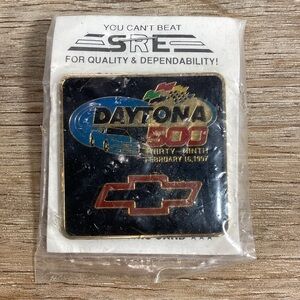 YOU CAN'T BEAT
SRE
FOR QUALITY & DEPENDABILITY!
DAYTONA
500
THIRTY-NINTH
FEBRUARY 16, 1997